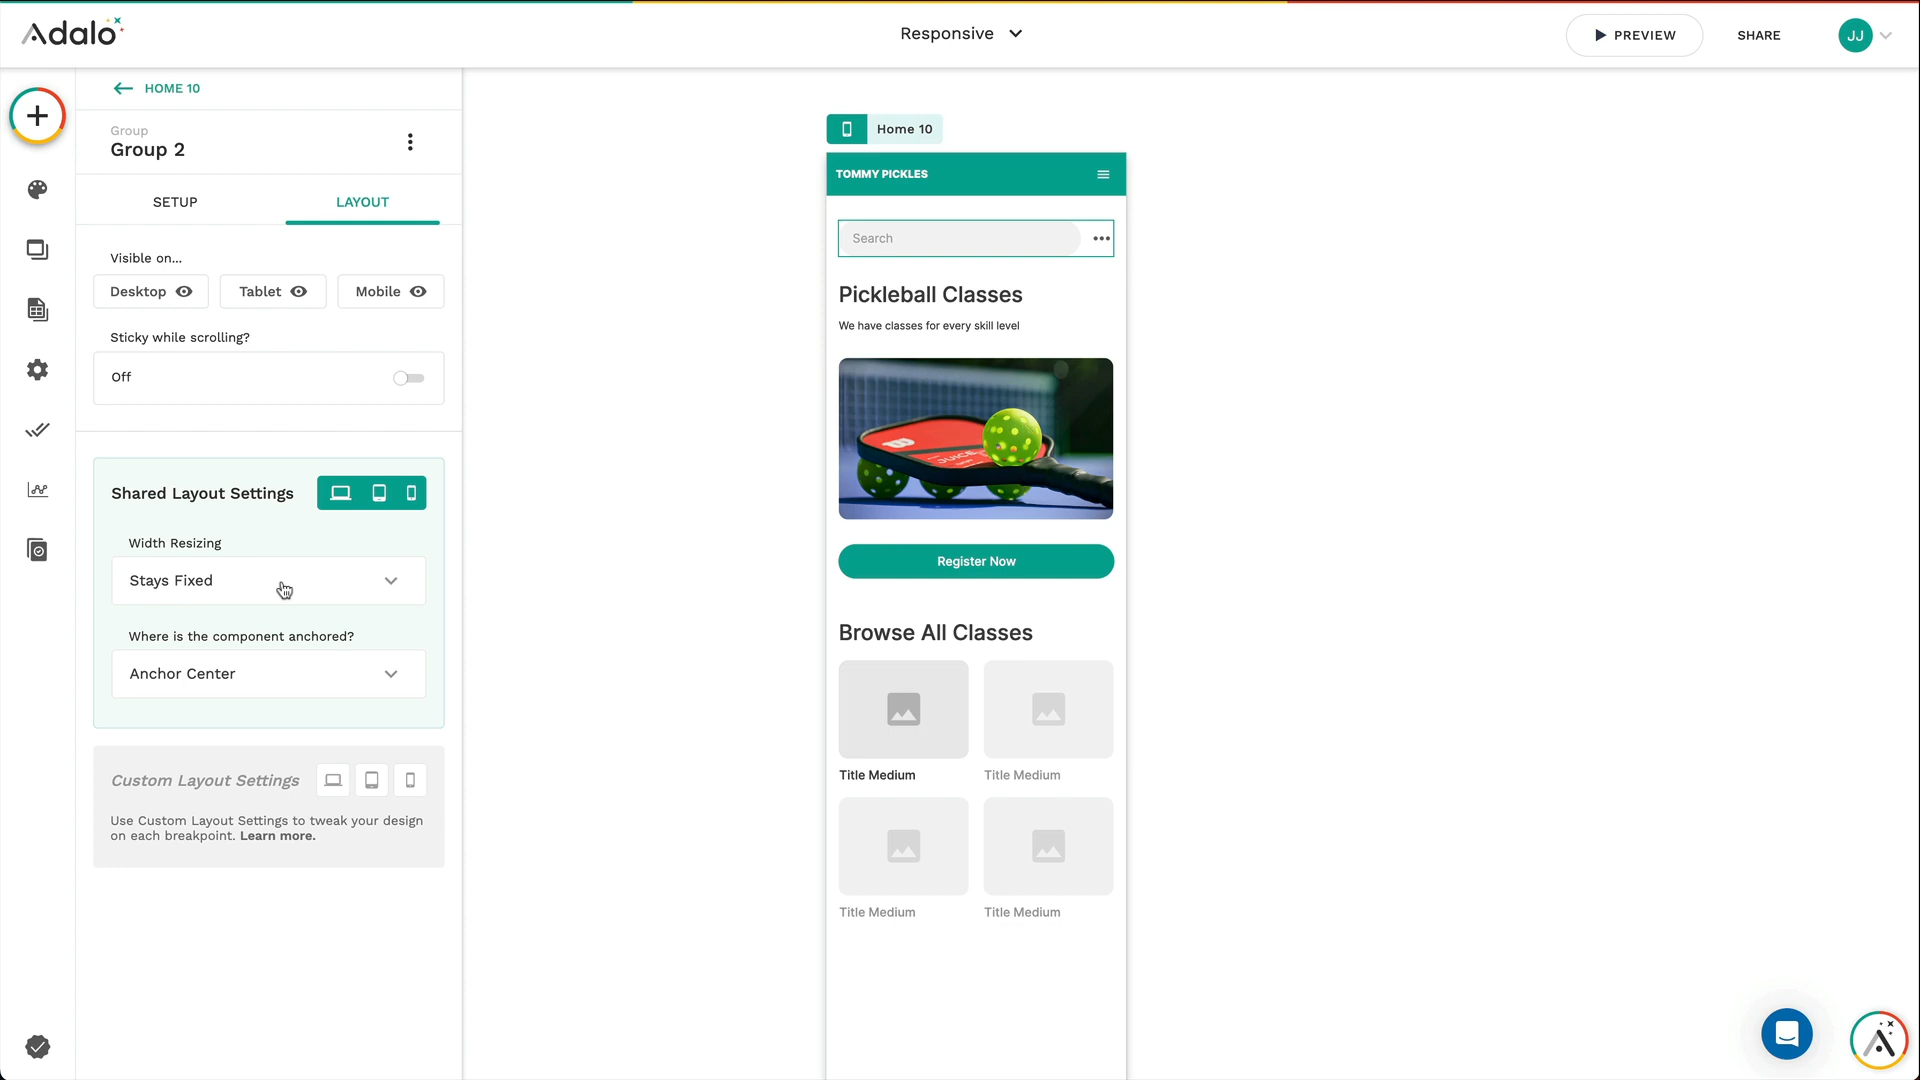 Adalo
Responsive
PREVIEW
SHARE
JJ
HOME 10
Group
Group 2
SETUP
LAYOUT
Visible on...
Desktop
Tablet
Mobile
Sticky while scrolling?
Off
Shared Layout Settings
Width Resizing
Stays Fixed
Where is the component anchored?
Anchor Center
Custom Layout Settings
Use Custom Layout Settings to tweak your design
on each breakpoint. Learn more.
Home 10
TOMMY PICKLES
Search
Pickleball Classes
We have classes for every skill level
JUICE
Register Now
Browse All Classes
Title Medium
Title Medium
Title Medium
Title Medium